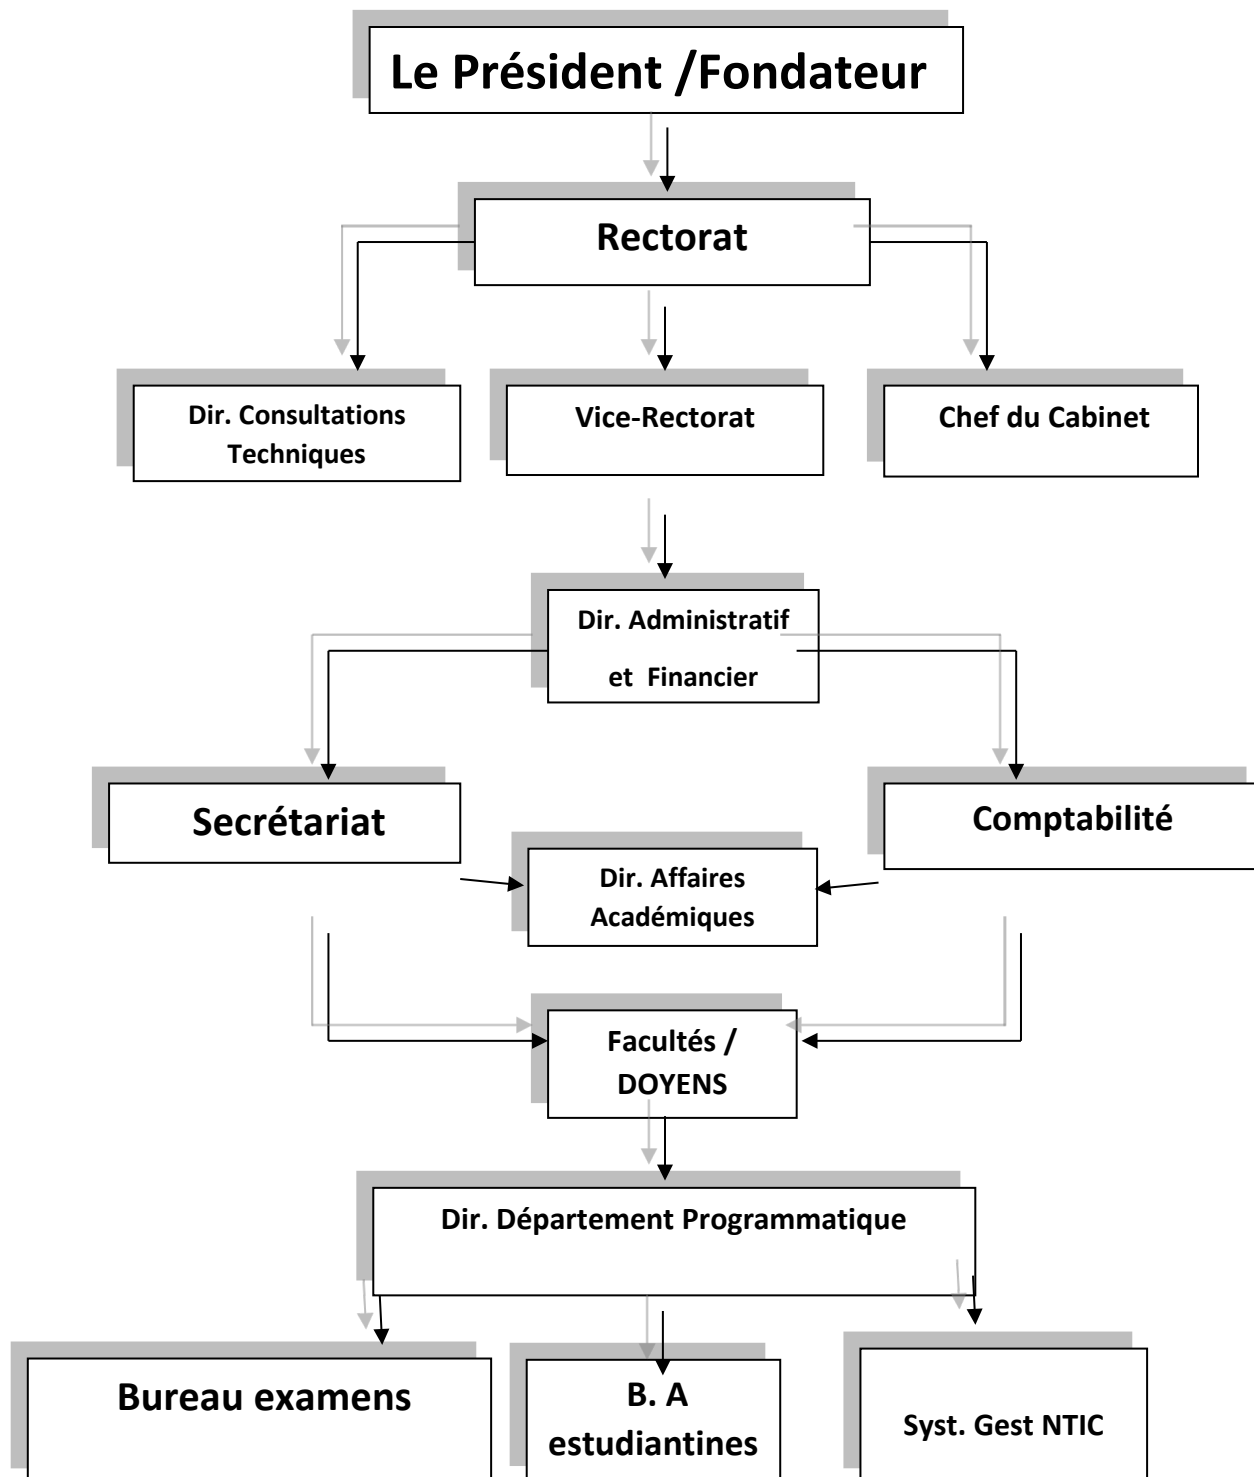 Le Président /Fondateur
Rectorat
Dir. Consultations
Techniques
Vice-Rectorat
Chef du Cabinet
Dir. Administratif
et Financier
Secrétariat
Comptabilité
Dir. Affaires
Académiques
Facultés /
DOYENS
Dir. Département Programmatique
Bureau examens
B. A
estudiantines
Syst. Gest NTIC